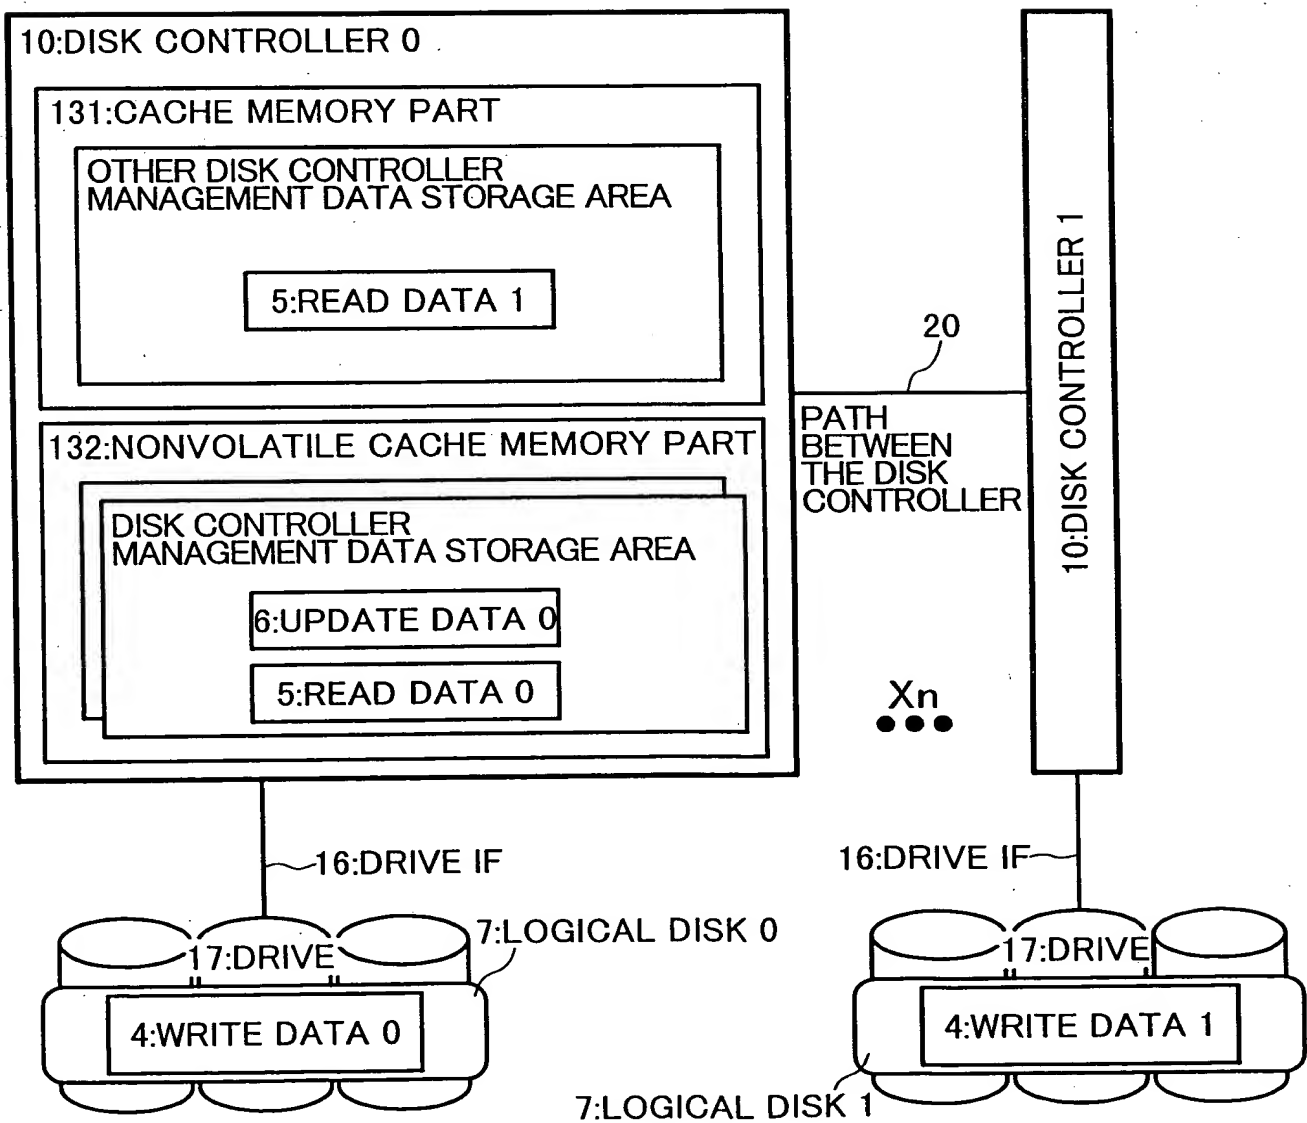 10:DISK CONTROLLER 0
131:CACHE MEMORY PART
OTHER DISK CONTROLLER
MANAGEMENT DATA STORAGE AREA
5:READ DATA 1
132:NONVOLATILE CACHE MEMORY PART
DISK CONTROLLER
MANAGEMENT DATA STORAGE AREA
6:UPDATE DATA 0
5:READ DATA 0
20
PATH
BETWEEN
THE DISK
CONTROLLER
Xn
10:DISK CONTROLLER 1
16:DRIVE IF
16:DRIVE IF
17:DRIVE
7:LOGICAL DISK 0
4:WRITE DATA 0
17:DRIVE
4:WRITE DATA 1
7:LOGICAL DISK 1